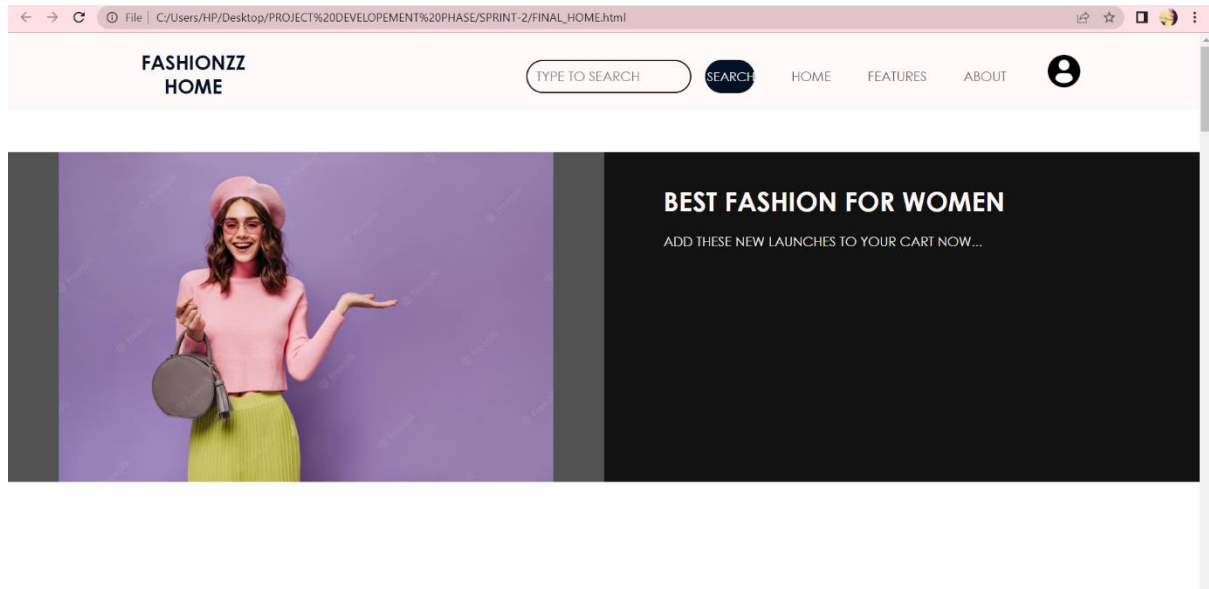 File C:/Users/HP/Desktop/PROJECT%20DEVELOPEMENT%20PHASE/SPRINT-2/FINAL_HOME.html
FASHIONZZ
HOME
TYPE TO SEARCH
SEARCH
HOME
FEATURES
ABOUT
BEST FASHION FOR WOMEN
ADD THESE NEW LAUNCHES TO YOUR CART NOW...